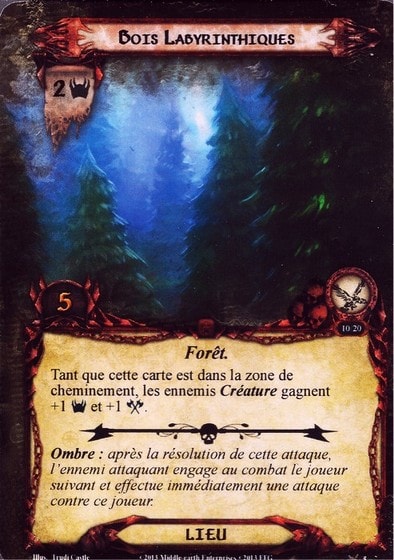 Bois Labyrinthiques
2
5
10/20
Forêt.
Tant que cette carte est dans la zone de
cheminement, les ennemis Créature gagnent
+1 et +1 .
Ombre : après la résolution de cette attaque,
l'ennemi attaquant engage au combat le joueur
suivant et effectue immédiatement une attaque
contre ce joueur.
LIEU
Illus. Trudi Castle
• 2013 Middle-earth Enterprises • 2013 FFG